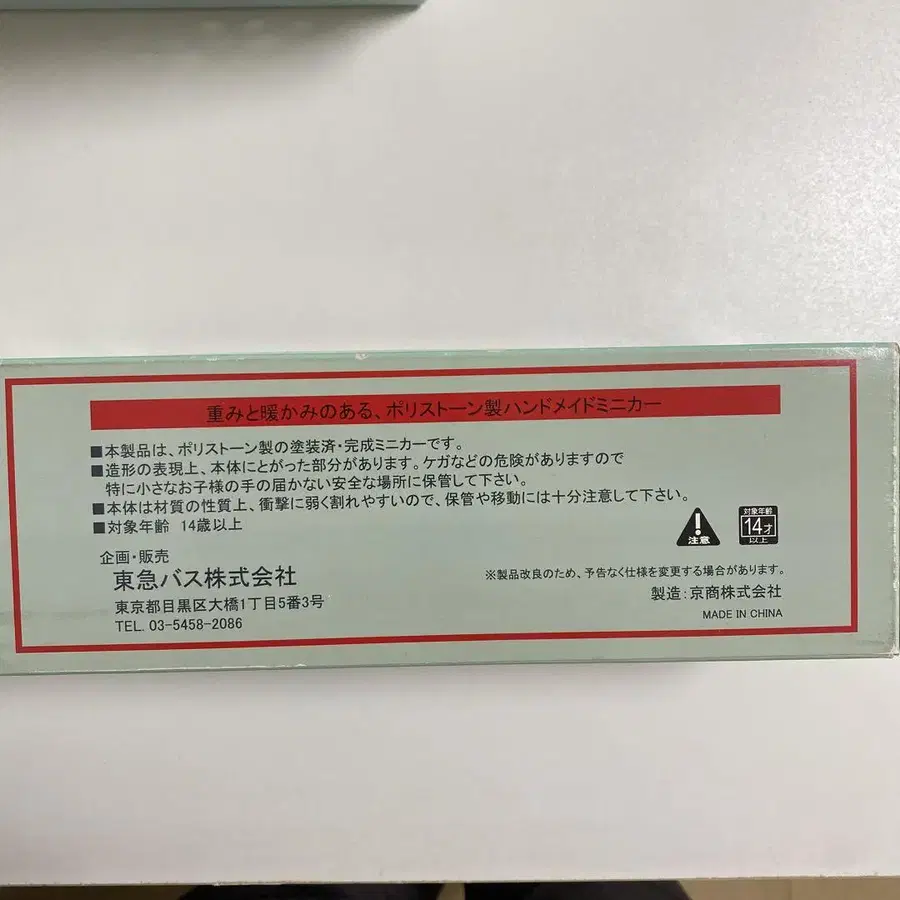 重みと暖かみのある、ポリストーン製ハンドメイドミニカー
■本製品は、ポリストーン製の塗装済・完成ミニカーです。
■造形の表現上、本体にとがった部分があります。ケガなどの危険がありますので
特に小さなお子様の手の届かない安全な場所に保管して下さい。
■本体は材質の性質上、衝撃に弱く割れやすいので、保管や移動には十分注意して下さい。
■対象年齢 14歳以上
注意
対象年齢
14才
以上
企画・販売
東急バス株式会社
東京都目黒区大橋1丁目5番3号
TEL. 03-5458-2086
※製品改良のため、予告なく仕様を変更する場合があります。
製造：京商株式会社
MADE IN CHINA